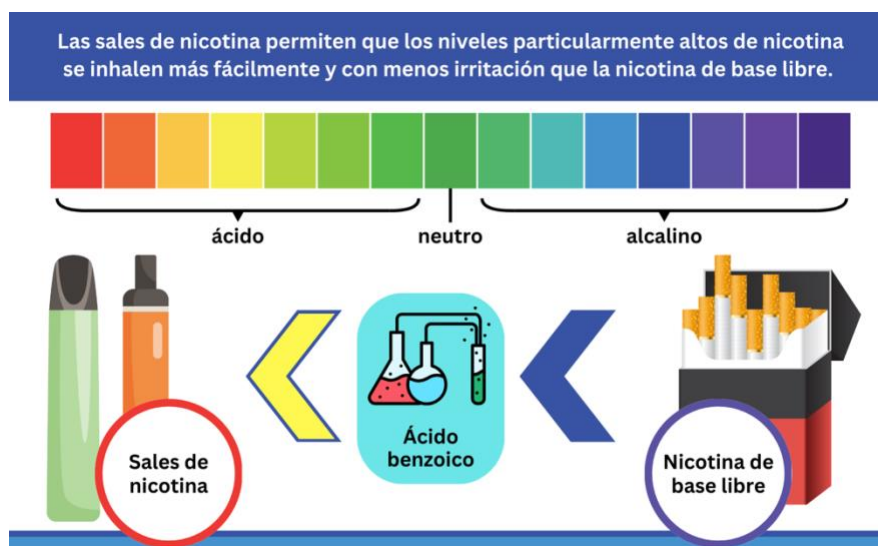 Las sales de nicotina permiten que los niveles particularmente altos de nicotina
se inhalen más fácilmente y con menos irritación que la nicotina de base libre.
ácido
neutro
alcalino
Sales de
nicotina
Ácido
benzoico
Nicotina de
base libre